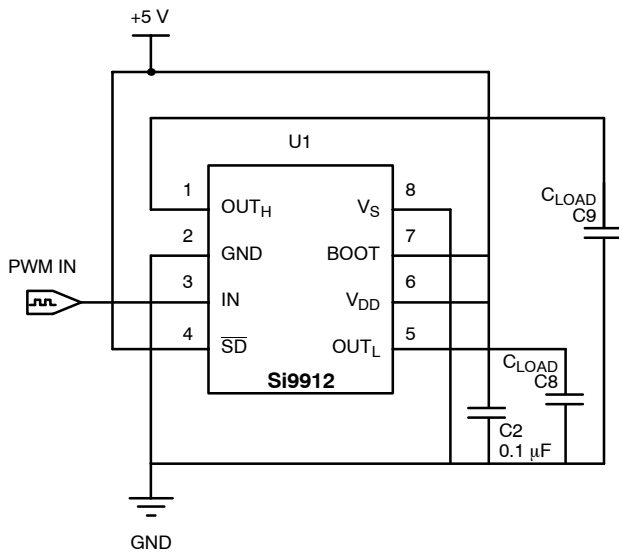 +5 V
U1
1
OUTH
2
GND
3
IN
4
SD
8
VS
7
BOOT
6
VDD
5
OUTL
Si9912
PWM IN
CLOAD
C9
CLOAD
C8
C2
0.1 μF
GND